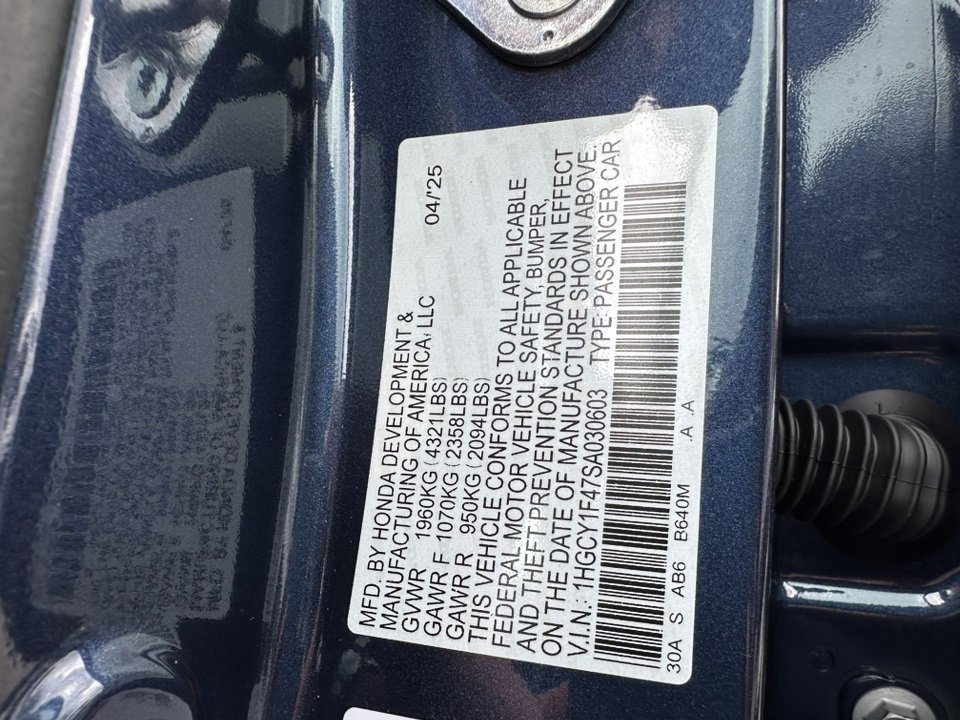 MFD. BY HONDA DEVELOPMENT &
MANUFACTURING OF AMERICA, LLC 04/'25
GVWR 1960KG (4321LBS)
GAWR F 1070KG (2358LBS)
GAWR R 950KG (2094LBS)
THIS VEHICLE CONFORMS TO ALL APPLICABLE
FEDERAL MOTOR VEHICLE SAFETY, BUMPER,
AND THEFT PREVENTION STANDARDS IN EFFECT
ON THE DATE OF MANUFACTURE SHOWN ABOVE.
V.I.N.: 1HGCY1F47SA030603 TYPE: PASSENGER CAR
30A S AB6 B640M .A .A